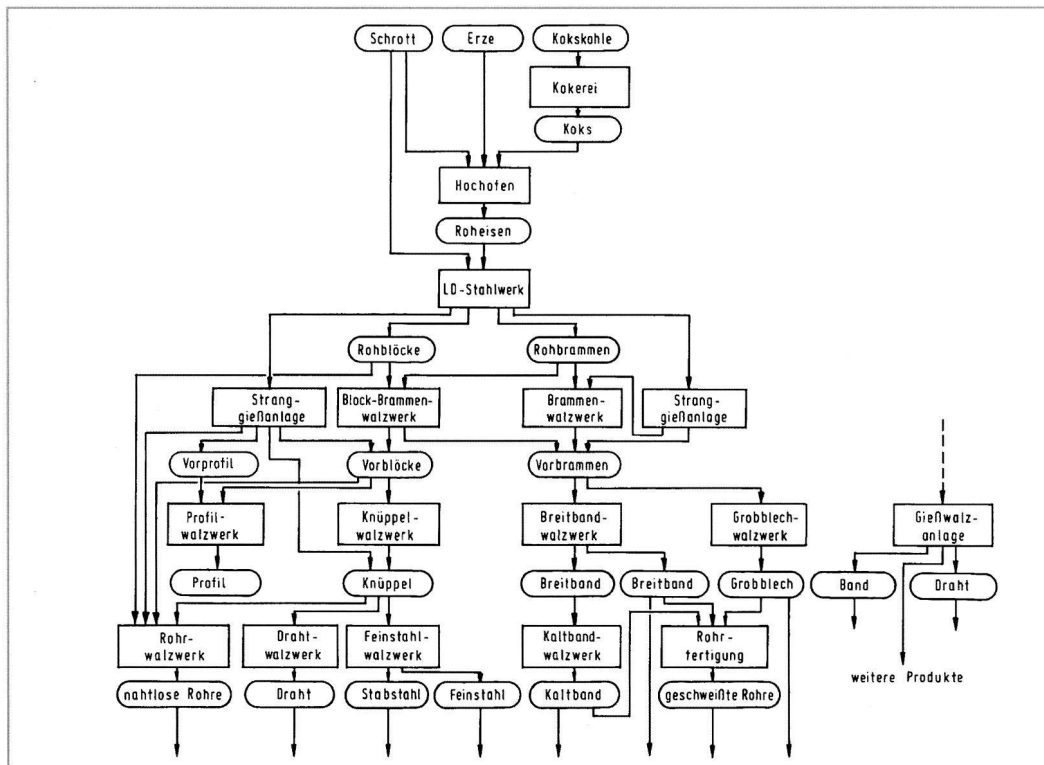 Schrott
Erze
Kokskohle
Kokerei
Koks
Hochofen
Roheisen
LD-Stahlwerk
Rohblöcke
Rohbrammen
Strang-
gießanlage
Block-Brammen-
walzwerk
Brammen-
walzwerk
Strang-
gießanlage
Vorprofil
Vorblöcke
Vorbrammen
Profil-
walzwerk
Knüppel-
walzwerk
Breitband-
walzwerk
Grobblech-
walzwerk
Gießwalz-
anlage
Profil
Knüppel
Breitband
Breitband
Grobblech
Band
Draht
Rohr-
walzwerk
Draht-
walzwerk
Feinstahl-
walzwerk
Kaltband-
walzwerk
Rohr-
fertigung
weitere Produkte
nahtlose Rohre
Draht
Stabstahl
Feinstahl
Kaltband
geschweißte Rohre